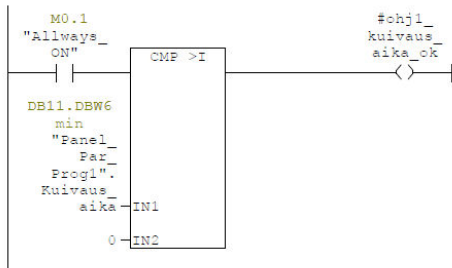 M0.1
"Allways_
ON"
CMP >I
#ohj1_
kuivaus_
aika_ok
DB11.DBW6
min
"Panel_
Par_
Prog1".
Kuivaus_
aika
IN1
0
IN2